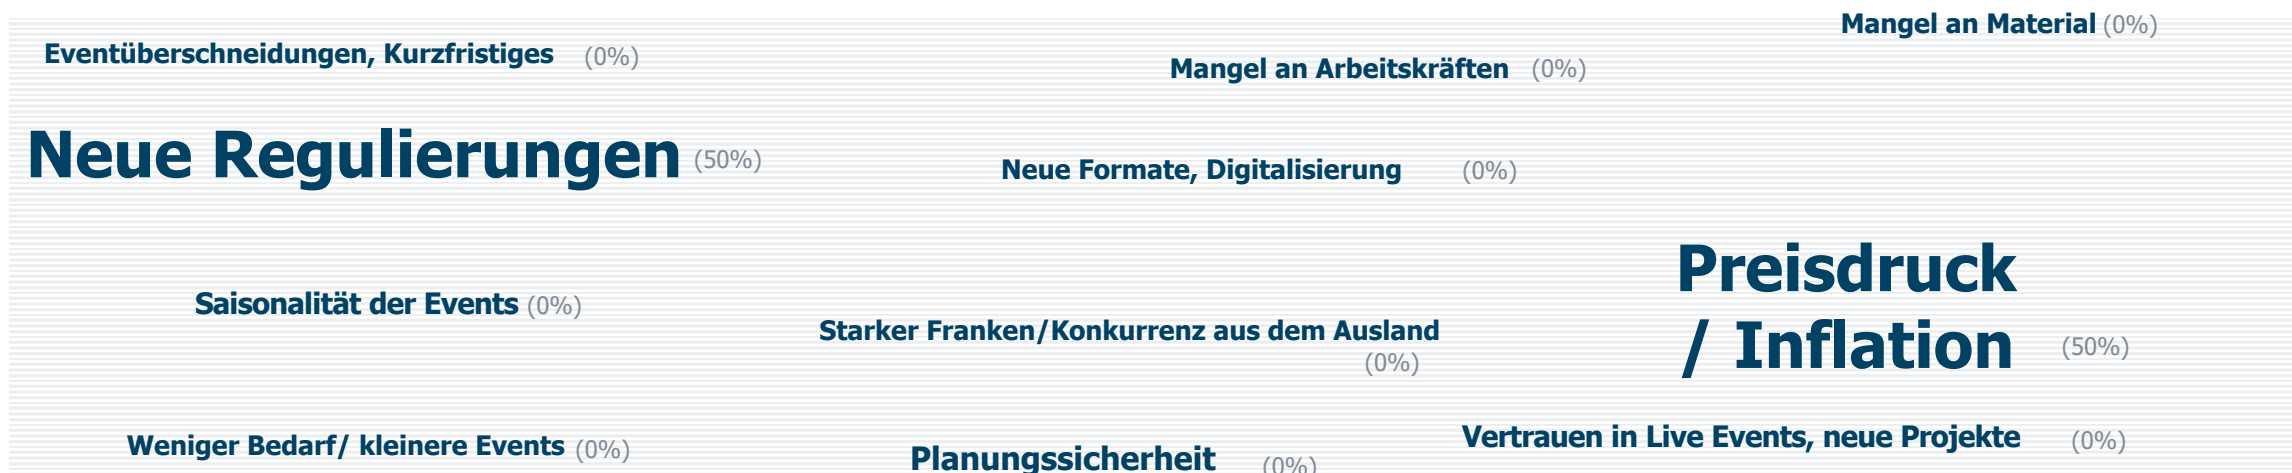 Mangel an Material (0%)
Eventüberschneidungen, Kurzfristiges (0%)
Mangel an Arbeitskräften (0%)
Neue Regulierungen (50%)
Neue Formate, Digitalisierung (0%)
Preisdruck
/ Inflation (50%)
Saisonalität der Events (0%)
Starker Franken/Konkurrenz aus dem Ausland
(0%)
Vertrauen in Live Events, neue Projekte (0%)
Weniger Bedarf/ kleinere Events (0%)
Planungssicherheit (0%)